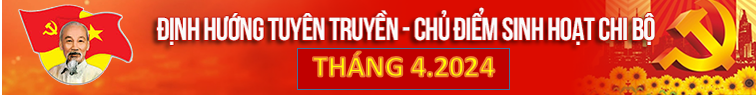 ĐỊNH HƯỚNG TUYÊN TRUYỀN - CHỦ ĐIỂM SINH HOẠT CHI BỘ
THÁNG 4.2024